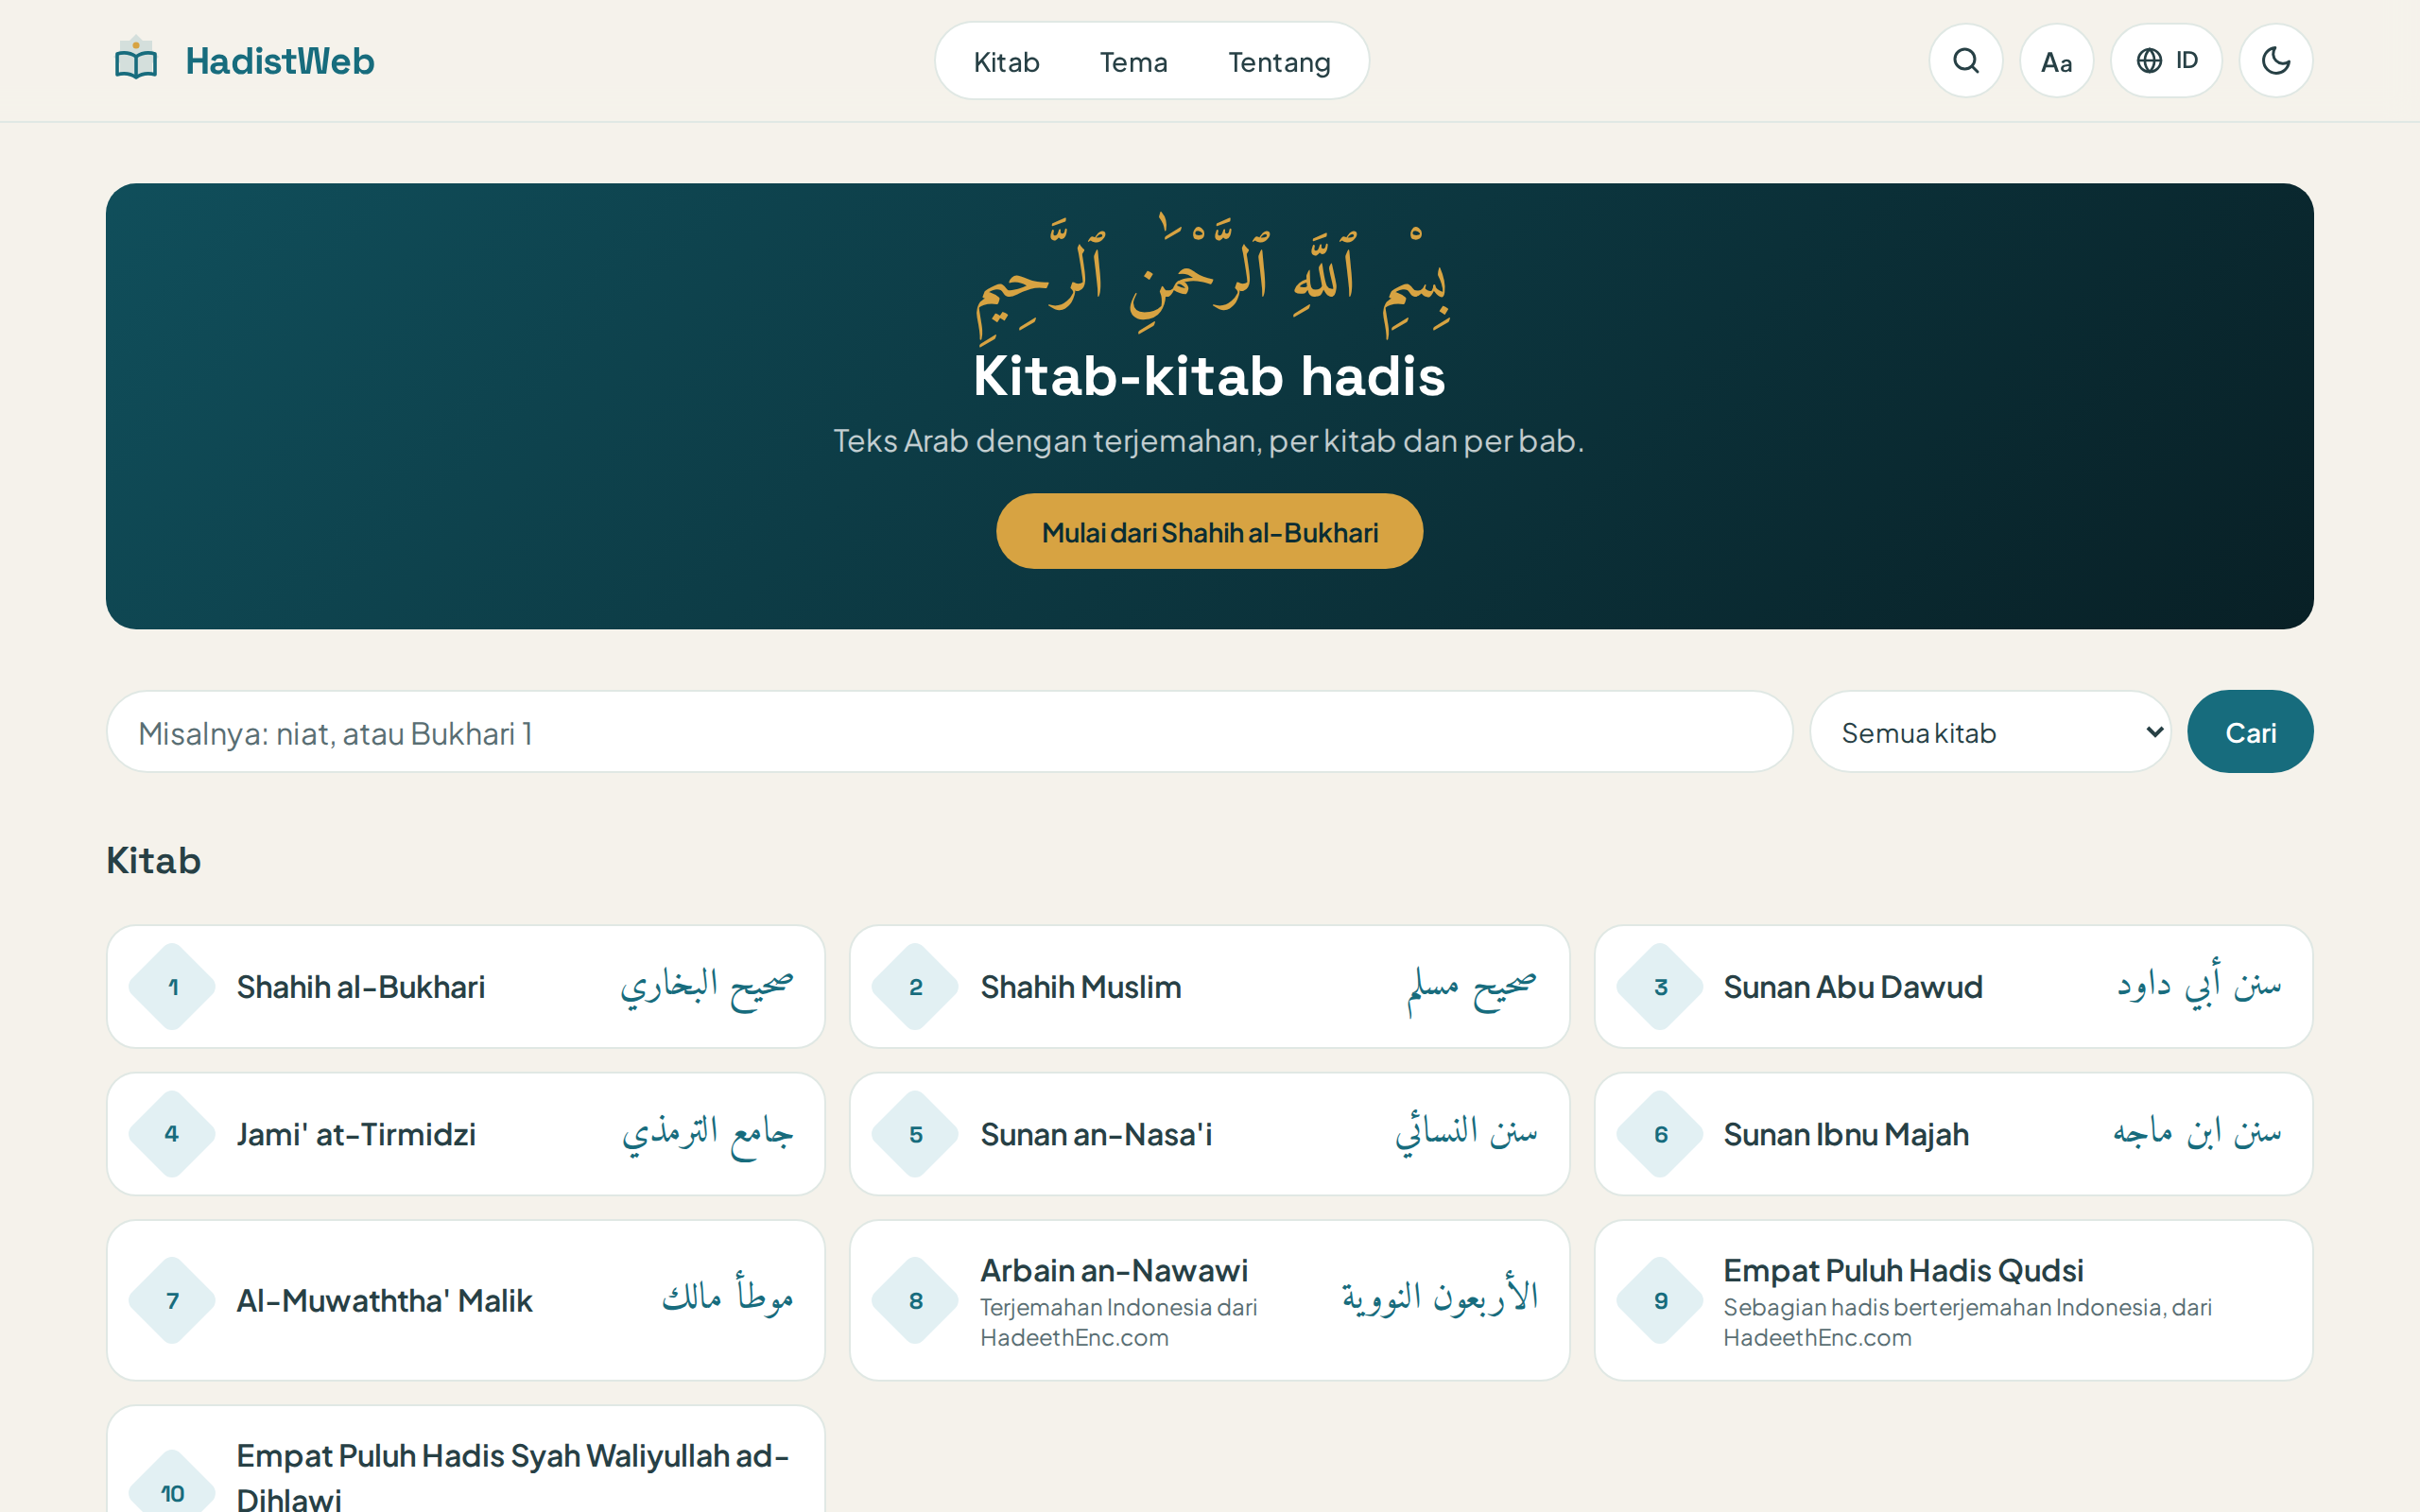 HadistWeb
Kitab Tema Tentang
Aa ID
بِسْمِ ٱللَّهِ ٱلرَّحْمَٰنِ ٱلرَّحِيمِ
Kitab-kitab hadis
Teks Arab dengan terjemahan, per kitab dan per bab.
Mulai dari Shahih al-Bukhari
Misalnya: niat, atau Bukhari 1
Semua kitab
Cari
Kitab
1 Shahih al-Bukhari صحيح البخاري
2 Shahih Muslim صحيح مسلم
3 Sunan Abu Dawud سنن أبي داود
4 Jami' at-Tirmidzi جامع الترمذي
5 Sunan an-Nasa'i سنن النسائي
6 Sunan Ibnu Majah سنن ابن ماجه
7 Al-Muwaththa' Malik موطأ مالك
8 Arbain an-Nawawi الأربعون النووية
Terjemahan Indonesia dari
HadeethEnc.com
9 Empat Puluh Hadis Qudsi
Sebagian hadis berterjemahan Indonesia, dari
HadeethEnc.com
10 Empat Puluh Hadis Syah Waliyullah ad-
Dihlawi